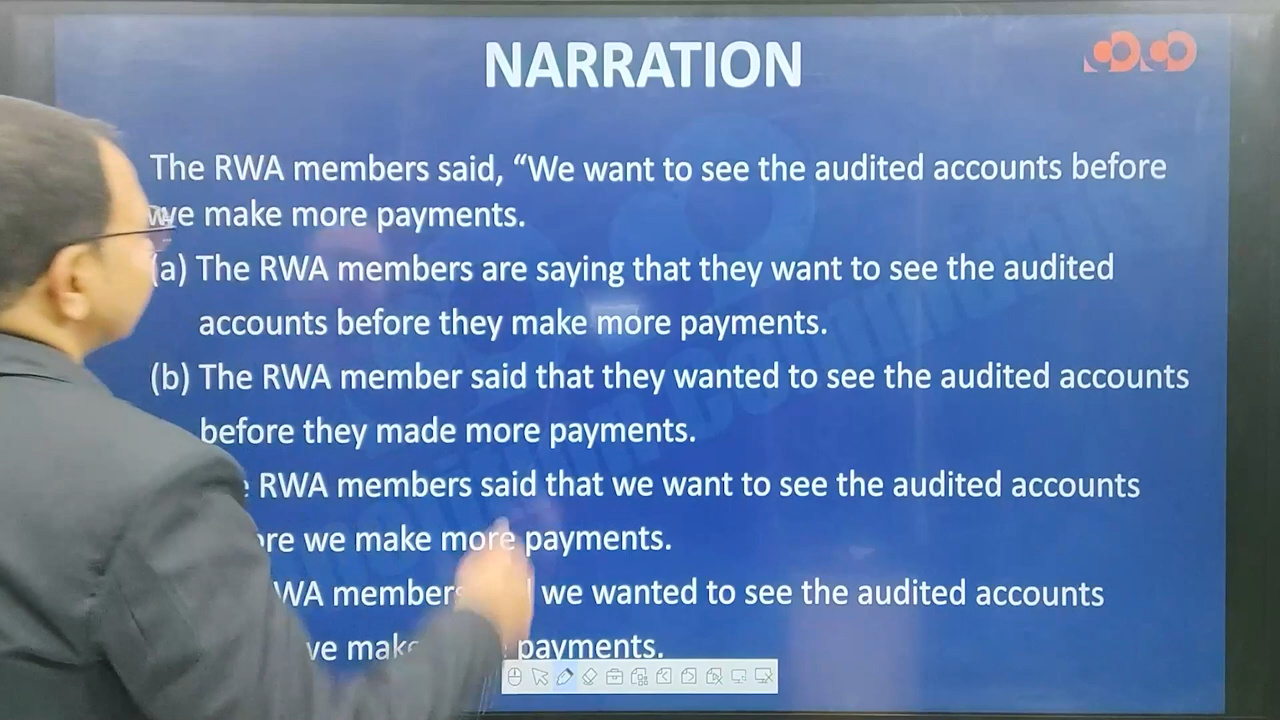 NARRATION
The RWA members said, “We want to see the audited accounts before
we make more payments.
(a) The RWA members are saying that they want to see the audited
accounts before they make more payments.
(b) The RWA member said that they wanted to see the audited accounts
before they made more payments.
RWA members said that we want to see the audited accounts
we make more payments.
members we wanted to see the audited accounts
payments.